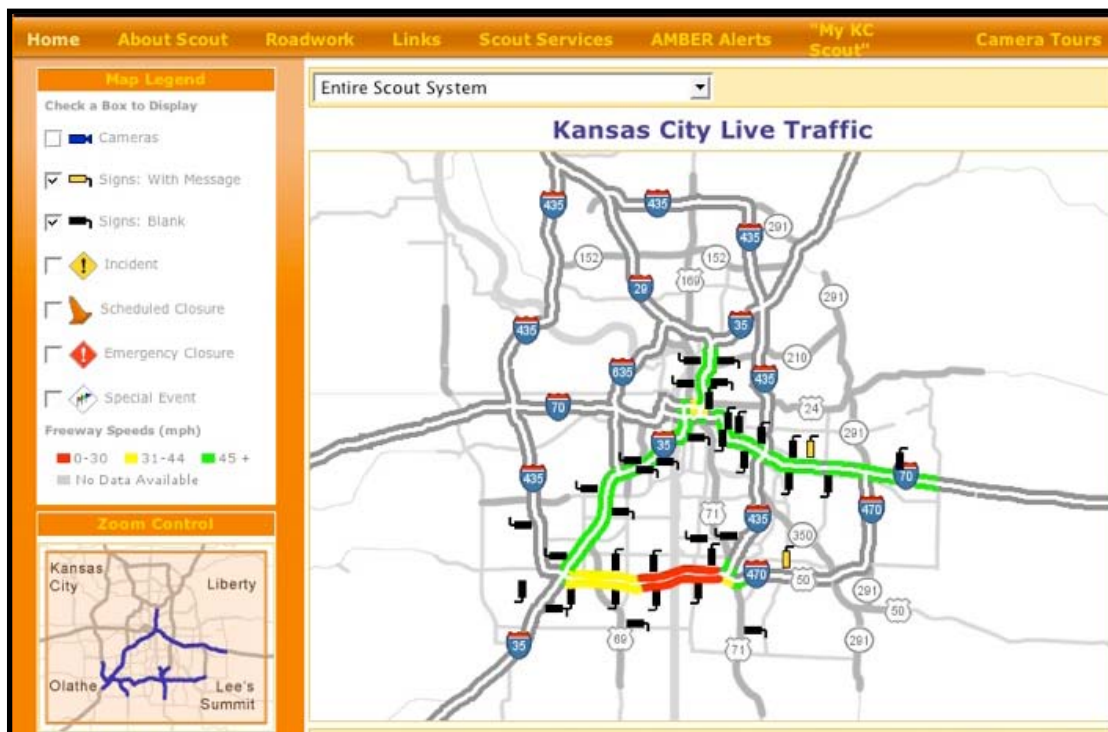 Home About Scout Roadwork Links Scout Services AMBER Alerts "My KC Scout" Camera Tours
Map Legend
Check a Box to Display
Cameras
Signs: With Message
Signs: Blank
Incident
Scheduled Closure
Emergency Closure
Special Event
Freeway Speeds (mph)
0-30 31-44 45 +
No Data Available
Zoom Control
Kansas City
Liberty
Olathe
Lee's Summit
Entire Scout System
Kansas City Live Traffic
435
435
435
291
152
152
169
29
291
435
35
210
635
435
70
24
35
291
435
70
71
435
470
350
470
50
291
50
35
69
71
291